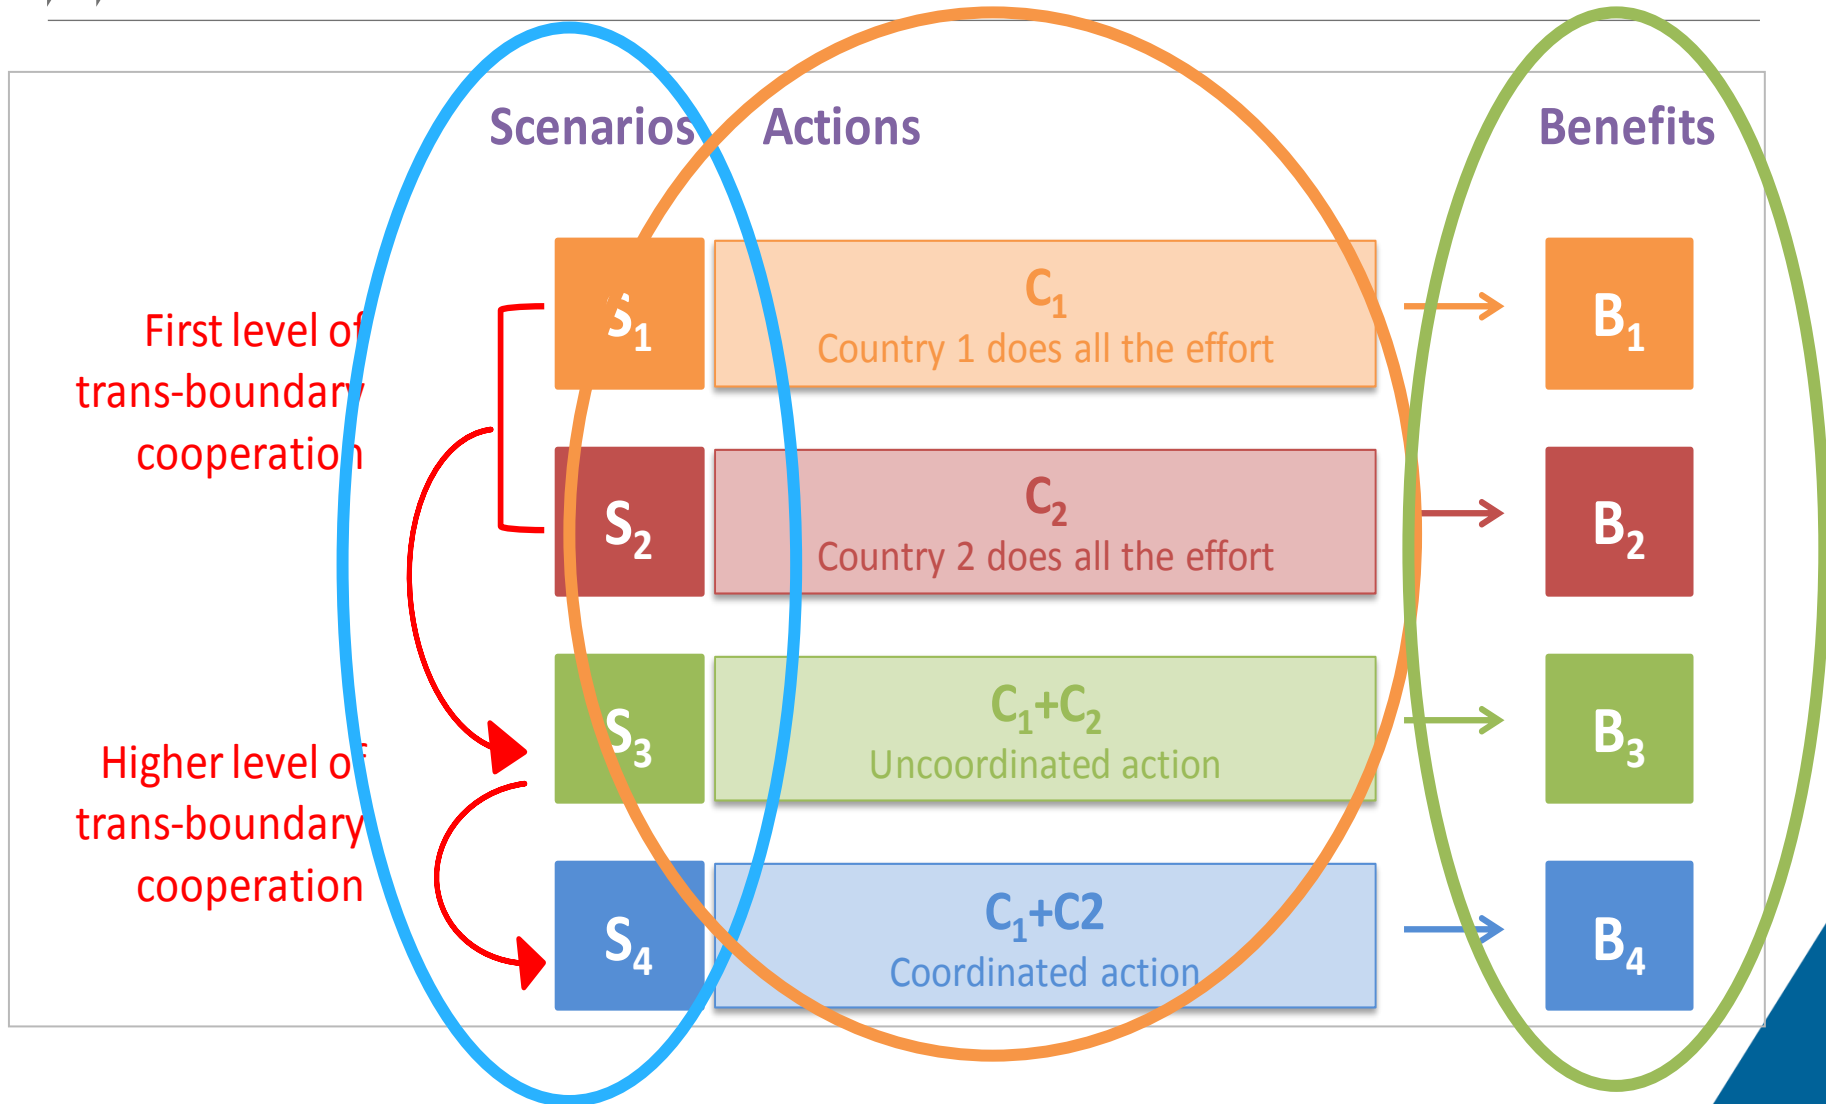 Scenarios Actions Benefits
First level of
trans-boundary
cooperation
S1
C1
Country 1 does all the effort
B1
S2
C2
Country 2 does all the effort
B2
S3
C1+C2
Uncoordinated action
B3
Higher level of
trans-boundary
cooperation
S4
C1+C2
Coordinated action
B4